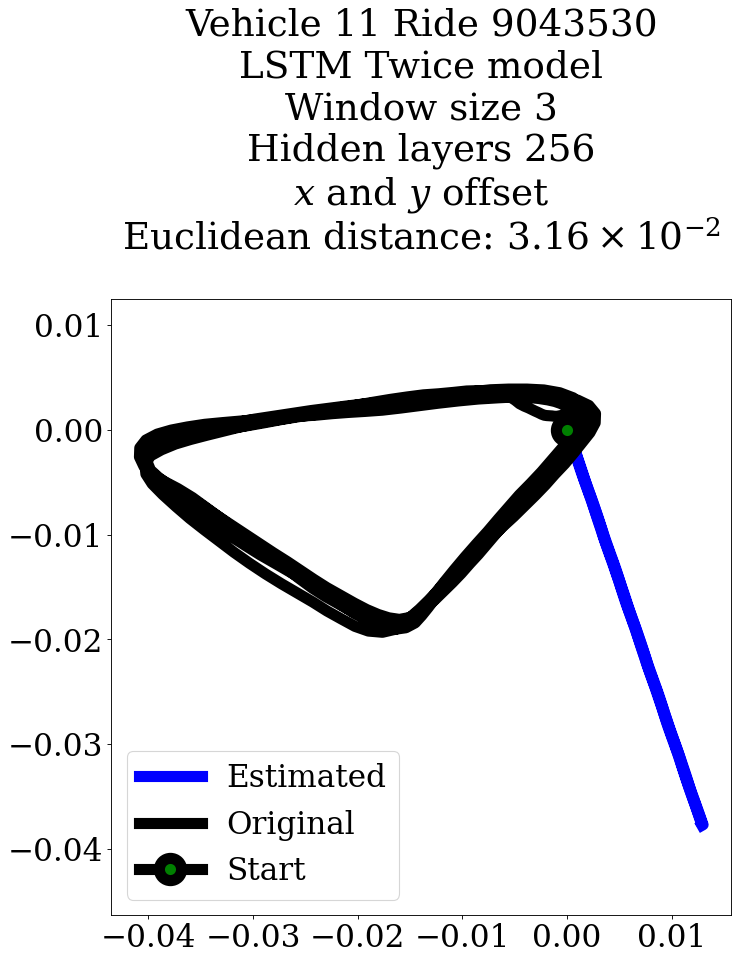 Vehicle 11 Ride 9043530
LSTM Twice model
Window size 3
Hidden layers 256
x and y offset
Euclidean distance: 3.16 × 10⁻²
0.01
0.00
−0.01
−0.02
−0.03
−0.04
Estimated
Original
Start
−0.04 −0.03 −0.02 −0.01 0.00 0.01